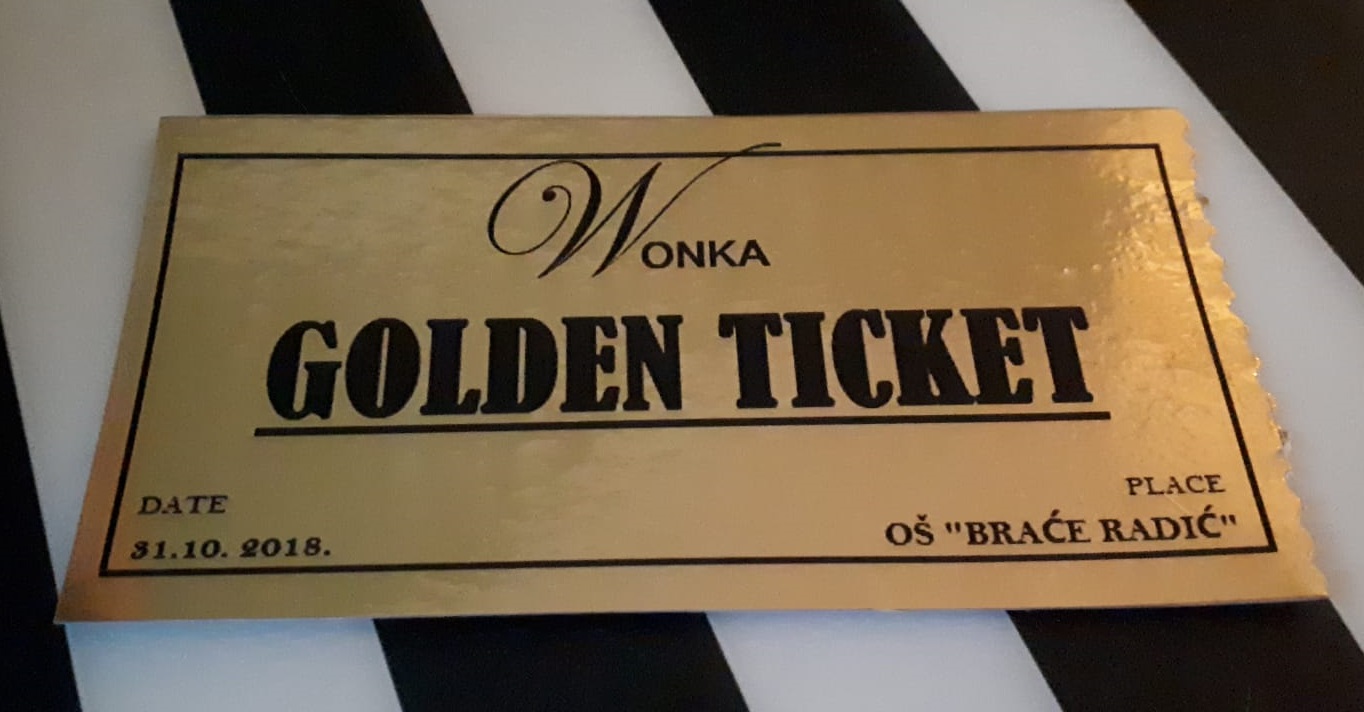 WONKA
GOLDEN TICKET
DATE
31.10. 2018.
PLACE
OŠ "BRAĆE RADIĆ"